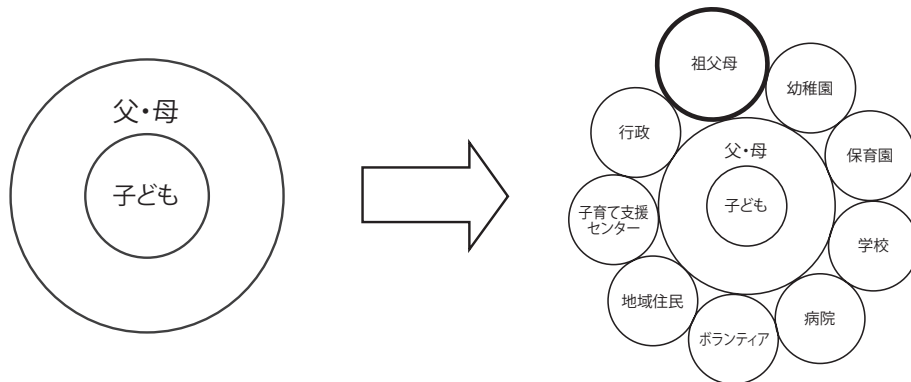 父・母
子ども
祖父母
幼稚園
保育園
学校
病院
ボランティア
地域住民
子育て支援
センター
行政
父・母
子ども